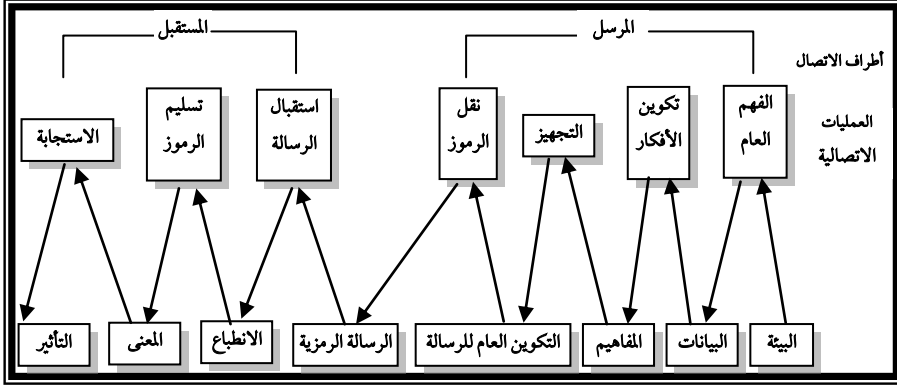 المرسل
المستقبل
أطراف الاتصال
العمليات
الاتصالية
الفهم
العام
تكوين
الأفكار
التجهيز
نقل
الرموز
استقبال
الرسالة
تسليم
الرموز
الاستجابة
البيئة
البيانات
المفاهيم
التكوين العام للرسالة
الرسالة الرمزية
الانطباع
المعنى
التأثير